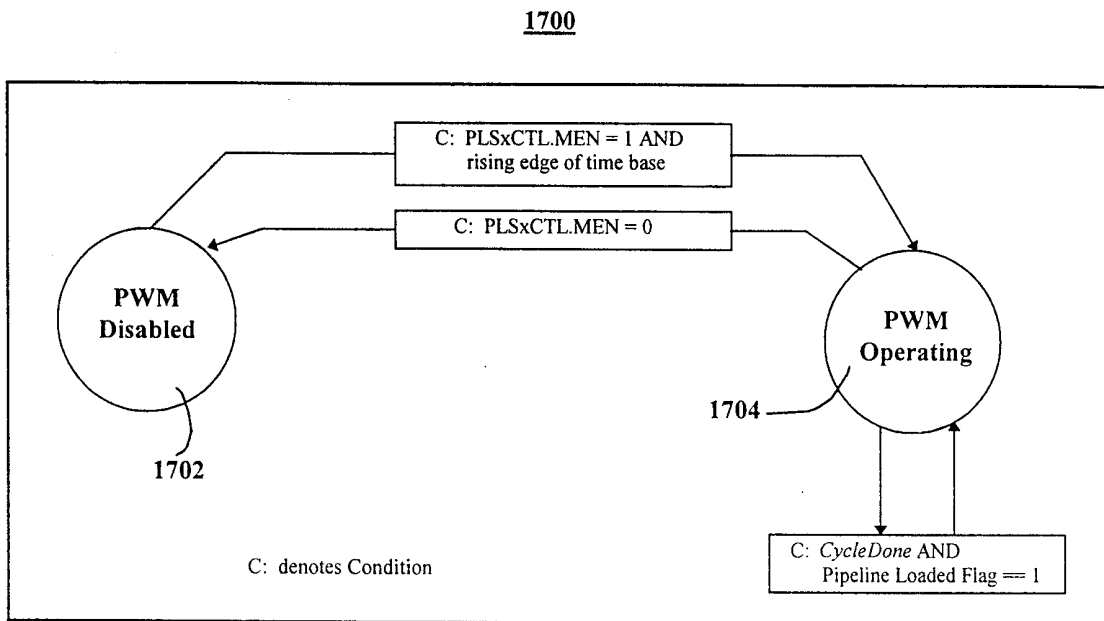 1700
C: PLSxCTL.MEN = 1 AND
rising edge of time base
C: PLSxCTL.MEN = 0
PWM
Disabled
PWM
Operating
1704
1702
C: CycleDone AND
Pipeline Loaded Flag == 1
C: denotes Condition